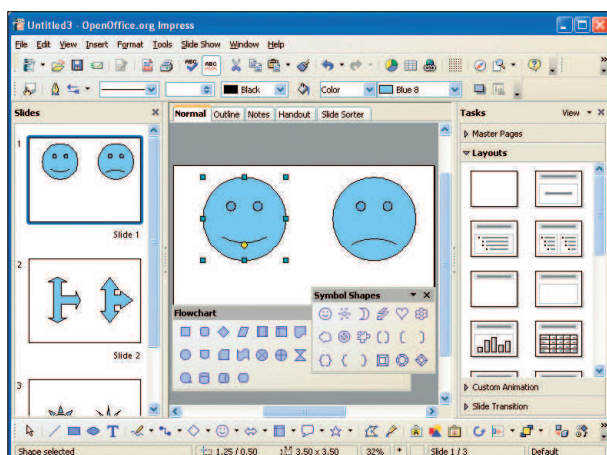 Untitled3 - OpenOffice.org Impress
File Edit View Insert Format Tools Slide Show Window Help
ABC ABC
Black Color Blue 8
Slides
Normal Outline Notes Handout Slide Sorter
Tasks View
Master Pages
Layouts
1
Slide 1
2
Slide 2
3
Symbol Shapes
Flowchart
Custom Animation
Slide Transition
T
Shape selected 1.25 / 0.50 3.50 x 3.50 32% * Slide 1 / 3 Default